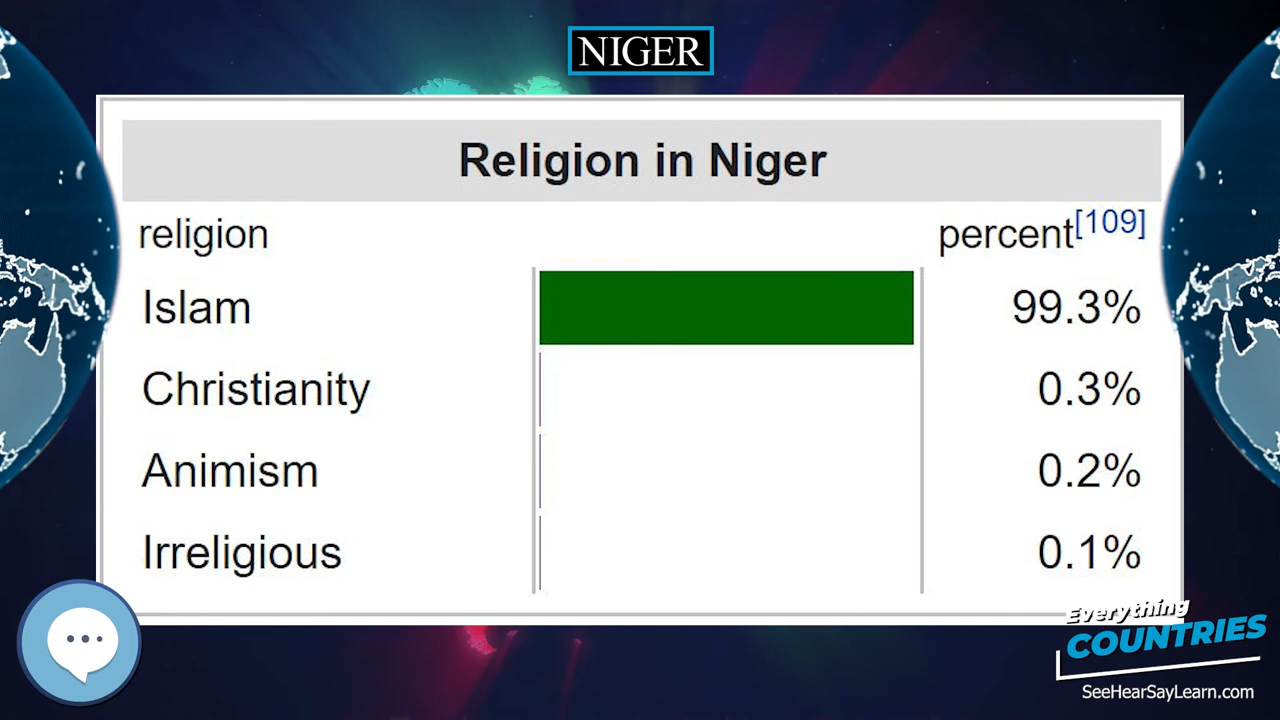 NIGER
Religion in Niger
religion percent[109]
Islam 99.3%
Christianity 0.3%
Animism 0.2%
Irreligious 0.1%
Everything
COUNTRIES
SeeHearSayLearn.com